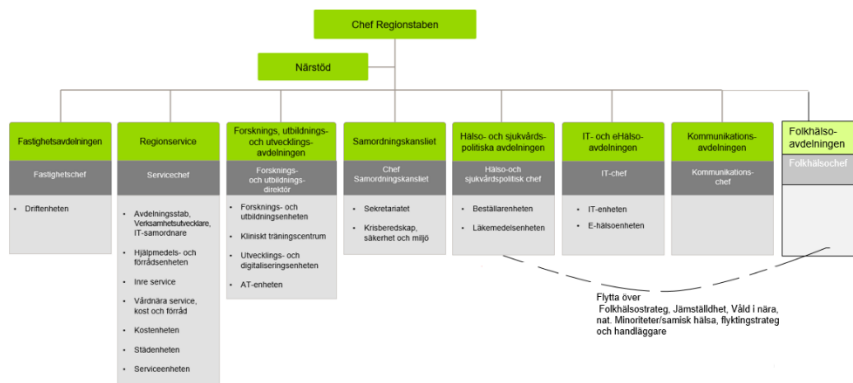 Chef Regionstaben
Närstöd
Fastighetsavdelningen
Fastighetschef
• Driftenheten
Regionservice
Servicechef
• Avdelningsstab,
Verksamhetsutvecklare,
IT-samordnare
• Hjälpmedels- och
förrådsenheten
• Inre service
• Vårdnära service,
kost och förråd
• Kostenheten
• Städenheten
• Serviceenheten
Forsknings, utbildnings-
och utvecklings-
avdelningen
Forsknings-
och utbildnings-
direktör
• Forsknings- och
utbildningsenheten
• Kliniskt träningscentrum
• Utvecklings- och
digitaliseringsenheten
• AT-enheten
Samordningskansliet
Chef
Samordningskansliet
• Sekretariatet
• Krisberedskap,
säkerhet och miljö
Hälso- och sjukvårds-
politiska avdelningen
Hälso-och
sjukvårdspolitisk chef
• Beställarenheten
• Läkemedelsenheten
IT- och eHälso-
avdelningen
IT-chef
• IT-enheten
• E-hälsoenheten
Kommunikations-
avdelningen
Kommunikations-
chef
Folkhälso-
avdelningen
Folkhälsochef
Flytta över
Folkhälsostrateg, Jämställdhet, Våld i nära,
nat. Minoriteter/samisk hälsa, flyktingstrateg
och handläggare